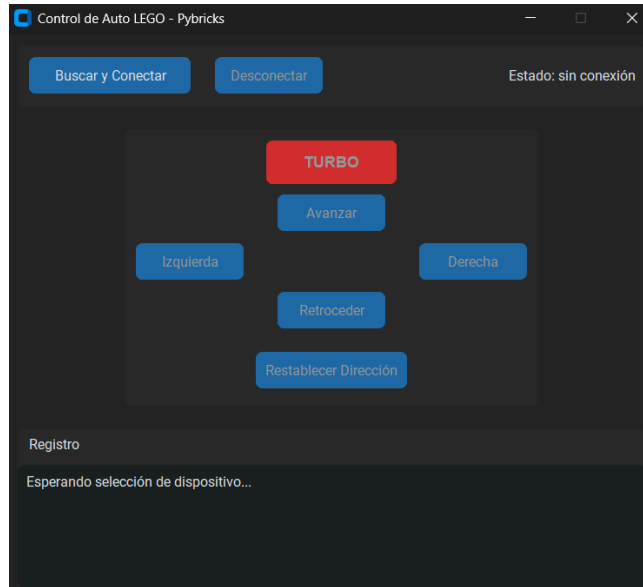 Control de Auto LEGO - Pybricks
Buscar y Conectar Desconectar Estado: sin conexión
TURBO
Avanzar
Izquierda Derecha
Retroceder
Restablecer Dirección
Registro
Esperando selección de dispositivo...